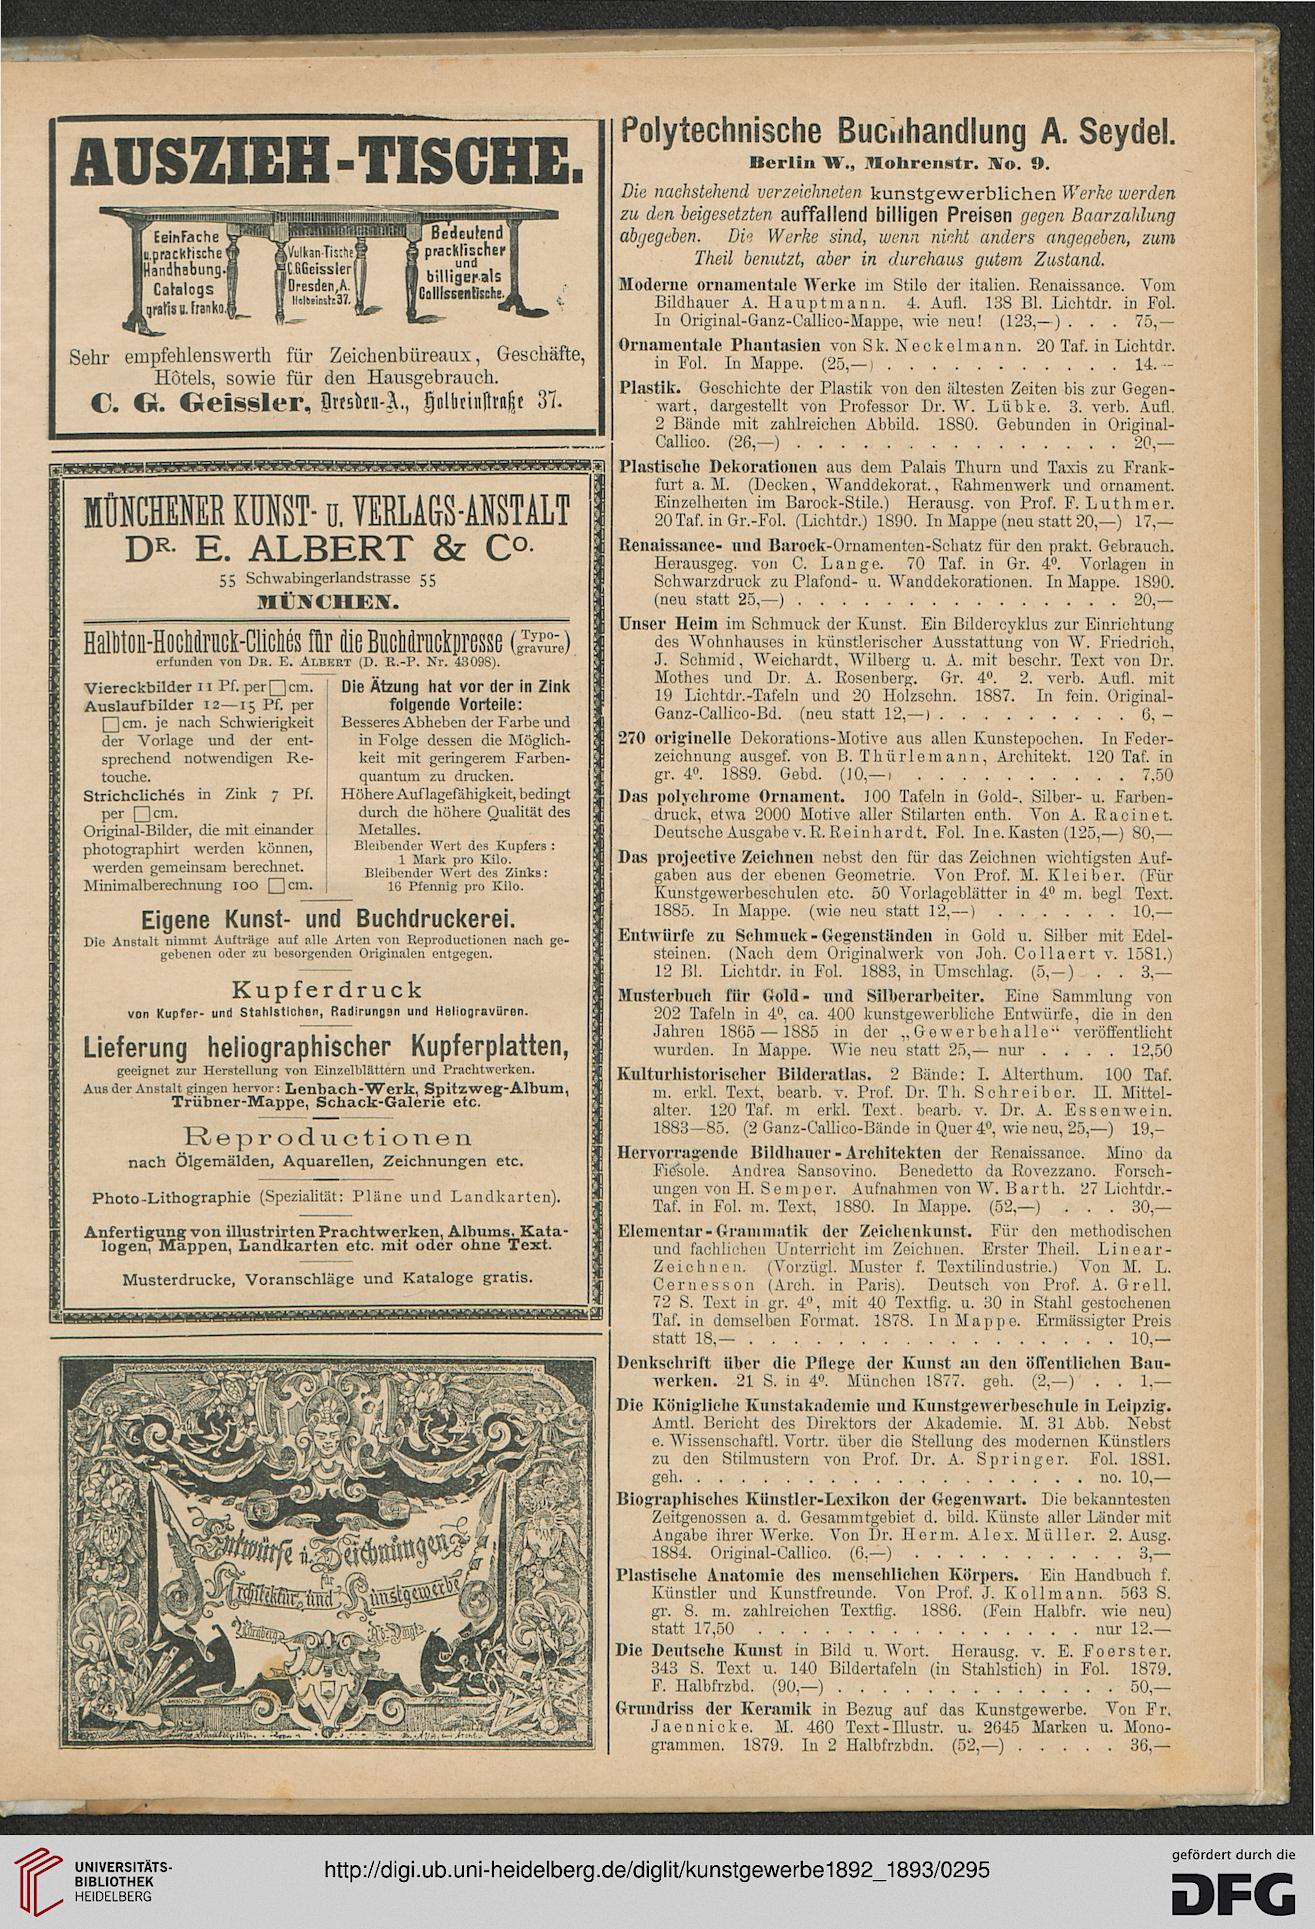 AUSZIEH-TISCHE.
EeinFache
u. pracktische
Handhabung.
Catalogs
gratis u. franko.
Vulkan-Tische
C.G Geissler
Dresden, A.
Holbeinstr. 37.
Bedeutend
pracktischer
und
billiger als
Collissentische.
Sehr empfehlenswerth für Zeichenbüreaux, Geschäfte,
Hôtels, sowie für den Hausgebrauch.
C. G. Geissler, Dresden-A., Holbeinstraße 37.
MÜNCHENER KUNST- u. VERLAGS-ANSTALT
DR. E. ALBERT & Co.
55 Schwabingerlandstrasse 55
MÜNCHEN.
Halbton-Hochdruck-Clichés für die Buchdruckpresse (Typo-gravure)
erfunden von DR. E. ALBERT (D. R.-P. Nr. 43098).
Viereckbilder 11 Pf. per □ cm.
Auslaufbilder 12—15 Pf. per
□ cm. je nach Schwierigkeit
der Vorlage und der ent-
sprechend notwendigen Re-
touche.
Strichclichés in Zink 7 Pf.
per □ cm.
Original-Bilder, die mit einander
photographirt werden können,
werden gemeinsam berechnet.
Minimalberechnung 100 □ cm.
Die Ätzung hat vor der in Zink
folgende Vorteile:
Besseres Abheben der Farbe und
in Folge dessen die Möglich-
keit mit geringerem Farben-
quantum zu drucken.
Höhere Auflagefähigkeit, bedingt
durch die höhere Qualität des
Metalles.
Bleibender Wert des Kupfers:
1 Mark pro Kilo.
Bleibender Wert des Zinks:
16 Pfennig pro Kilo.
Eigene Kunst- und Buchdruckerei.
Die Anstalt nimmt Aufträge auf alle Arten von Reproductionen nach ge-
gebenen oder zu besorgenden Originalen entgegen.
Kupferdruck
von Kupfer- und Stahlstichen, Radirungen und Heliogravüren.
Lieferung heliographischer Kupferplatten,
geeignet zur Herstellung von Einzelblättern und Prachtwerken.
Aus der Anstalt gingen hervor: Lenbach-Werk, Spitzweg-Album,
Trübner-Mappe, Schack-Galerie etc.
Reproductionen
nach Ölgemälden, Aquarellen, Zeichnungen etc.
Photo-Lithographie (Spezialität: Pläne und Landkarten).
Anfertigung von illustrirten Prachtwerken, Albums, Kata-
logen, Mappen, Landkarten etc. mit oder ohne Text.
Musterdrucke, Voranschläge und Kataloge gratis.
Entwürfe u. Zeichnungen
für
Architektur und Kunstgewerbe
Nürnberg
Polytechnische Buchhandlung A. Seydel.
Berlin W., Mohrenstr. No. 9.
Die nachstehend verzeichneten kunstgewerblichen Werke werden
zu den beigesetzten auffallend billigen Preisen gegen Baarzahlung
abgegeben. Die Werke sind, wenn nicht anders angegeben, zum
Theil benutzt, aber in durchaus gutem Zustand.
Moderne ornamentale Werke im Stile der italien. Renaissance. Vom
Bildhauer A. Hauptmann. 4. Aufl. 138 Bl. Lichtdr. in Fol.
In Original-Ganz-Callico-Mappe, wie neu! (123,—) . . . 75,—
Ornamentale Phantasien von Sk. Neckelmann. 20 Taf. in Lichtdr.
in Fol. In Mappe. (25,—) . . . . . . . . . . . . 14.—
Plastik. Geschichte der Plastik von den ältesten Zeiten bis zur Gegen-
wart, dargestellt von Professor Dr. W. Lübke. 3. verb. Aufl.
2 Bände mit zahlreichen Abbild. 1880. Gebunden in Original-
Callico. (26,—) . . . . . . . . . . . . . . . . 20,—
Plastische Dekorationen aus dem Palais Thurn und Taxis zu Frank-
furt a. M. (Decken, Wanddekorat., Rahmenwerk und ornament.
Einzelheiten im Barock-Stile.) Herausg. von Prof. F. Luthmer.
20 Taf. in Gr.-Fol. (Lichtdr.) 1890. In Mappe (neu statt 20,—) 17,—
Renaissance- und Barock-Ornamenten-Schatz für den prakt. Gebrauch.
Herausgeg. von C. Lange. 70 Taf. in Gr. 4⁰. Vorlagen in
Schwarzdruck zu Plafond- u. Wanddekorationen. In Mappe. 1890.
(neu statt 25,—) . . . . . . . . . . . . . . . . 20,—
Unser Heim im Schmuck der Kunst. Ein Bildercyklus zur Einrichtung
des Wohnhauses in künstlerischer Ausstattung von W. Friedrich,
J. Schmid, Weichardt, Wilberg u. A. mit beschr. Text von Dr.
Mothes und Dr. A. Rosenberg. Gr. 4⁰. 2. verb. Aufl. mit
19 Lichtdr.-Tafeln und 20 Holzschn. 1887. In fein. Original-
Ganz-Callico-Bd. (neu statt 12,—) . . . . . . . . . 6,—
270 originelle Dekorations-Motive aus allen Kunstepochen. In Feder-
zeichnung ausgef. von B. Thürlemann, Architekt. 120 Taf. in
gr. 4⁰. 1889. Gebd. (10,—) . . . . . . . . . . . 7,50
Das polychrome Ornament. 100 Tafeln in Gold-, Silber- u. Farben-
druck, etwa 2000 Motive aller Stilarten enth. Von A. Racinet.
Deutsche Ausgabe v. R. Reinhardt. Fol. In e. Kasten (125,—) 80,—
Das projective Zeichnen nebst den für das Zeichnen wichtigsten Auf-
gaben aus der ebenen Geometrie. Von Prof. M. Kleiber. (Für
Kunstgewerbeschulen etc. 50 Vorlageblätter in 4⁰ m. begl Text.
1885. In Mappe. (wie neu statt 12,—) . . . . . . 10,—
Entwürfe zu Schmuck-Gegenständen in Gold u. Silber mit Edel-
steinen. (Nach dem Originalwerk von Joh. Collaert v. 1581.)
12 Bl. Lichtdr. in Fol. 1883, in Umschlag. (5,—) . . 3,—
Musterbuch für Gold- und Silberarbeiter. Eine Sammlung von
202 Tafeln in 4⁰, ca. 400 kunstgewerbliche Entwürfe, die in den
Jahren 1865—1885 in der „Gewerbehalle“ veröffentlicht
wurden. In Mappe. Wie neu statt 25,— nur . . . . 12,50
Kulturhistorischer Bilderatlas. 2 Bände: I. Alterthum. 100 Taf.
m. erkl. Text, bearb. v. Prof. Dr. Th. Schreiber. II. Mittel-
alter. 120 Taf. m erkl. Text. bearb. v. Dr. A. Essenwein.
1883—85. (2 Ganz-Callico-Bände in Quer 4⁰, wie neu, 25,—) 19,–
Hervorragende Bildhauer-Architekten der Renaissance. Mino da
Fiesole. Andrea Sansovino. Benedetto da Rovezzano. Forsch-
ungen von H. Semper. Aufnahmen von W. Barth. 27 Lichtdr.-
Taf. in Fol. m. Text, 1880. In Mappe. (52,—) . . . 30,—
Elementar-Grammatik der Zeichenkunst. Für den methodischen
und fachlichen Unterricht im Zeichnen. Erster Theil. Linear-
Zeichnen. (Vorzügl. Muster f. Textilindustrie.) Von M. L.
Cernesson (Arch. in Paris). Deutsch von Prof. A. Grell.
72 S. Text in gr. 4⁰, mit 40 Textfig. u. 30 in Stahl gestochenen
Taf. in demselben Format. 1878. In Mappe. Ermässigter Preis
statt 18,— . . . . . . . . . . . . . . . . . . 10,—
Denkschrift über die Pflege der Kunst an den öffentlichen Bau-
werken. 21 S. in 4⁰. München 1877. geh. (2,—) . . 1,—
Die Königliche Kunstakademie und Kunstgewerbeschule in Leipzig.
Amtl. Bericht des Direktors der Akademie. M. 31 Abb. Nebst
e. Wissenschaftl. Vortr. über die Stellung des modernen Künstlers
zu den Stilmustern von Prof. Dr. A. Springer. Fol. 1881.
geh. . . . . . . . . . . . . . . . . . . . no. 10,—
Biographisches Künstler-Lexikon der Gegenwart. Die bekanntesten
Zeitgenossen a. d. Gesammtgebiet d. bild. Künste aller Länder mit
Angabe ihrer Werke. Von Dr. Herm. Alex. Müller. 2. Ausg.
1884. Original-Callico. (6,—) . . . . . . . . . . 3,—
Plastische Anatomie des menschlichen Körpers. Ein Handbuch f.
Künstler und Kunstfreunde. Von Prof. J. Kollmann. 563 S.
gr. 8. m. zahlreichen Textfig. 1886. (Fein Halbfr. wie neu)
statt 17,50 . . . . . . . . . . . . . . . nur 12.—
Die Deutsche Kunst in Bild u. Wort. Herausg. v. E. Foerster.
343 S. Text u. 140 Bildertafeln (in Stahlstich) in Fol. 1879.
F. Halbfrzbd. (90,—) . . . . . . . . . . . . . . 50,—
Grundriss der Keramik in Bezug auf das Kunstgewerbe. Von Fr.
Jaennicke. M. 460 Text-Illustr. u. 2645 Marken u. Mono-
grammen. 1879. In 2 Halbfrzbdn. (52,—) . . . . . 36,—
UNIVERSITÄTS-
BIBLIOTHEK
HEIDELBERG
http://digi.ub.uni-heidelberg.de/diglit/kunstgewerbe1892_1893/0295
gefördert durch die
DFG